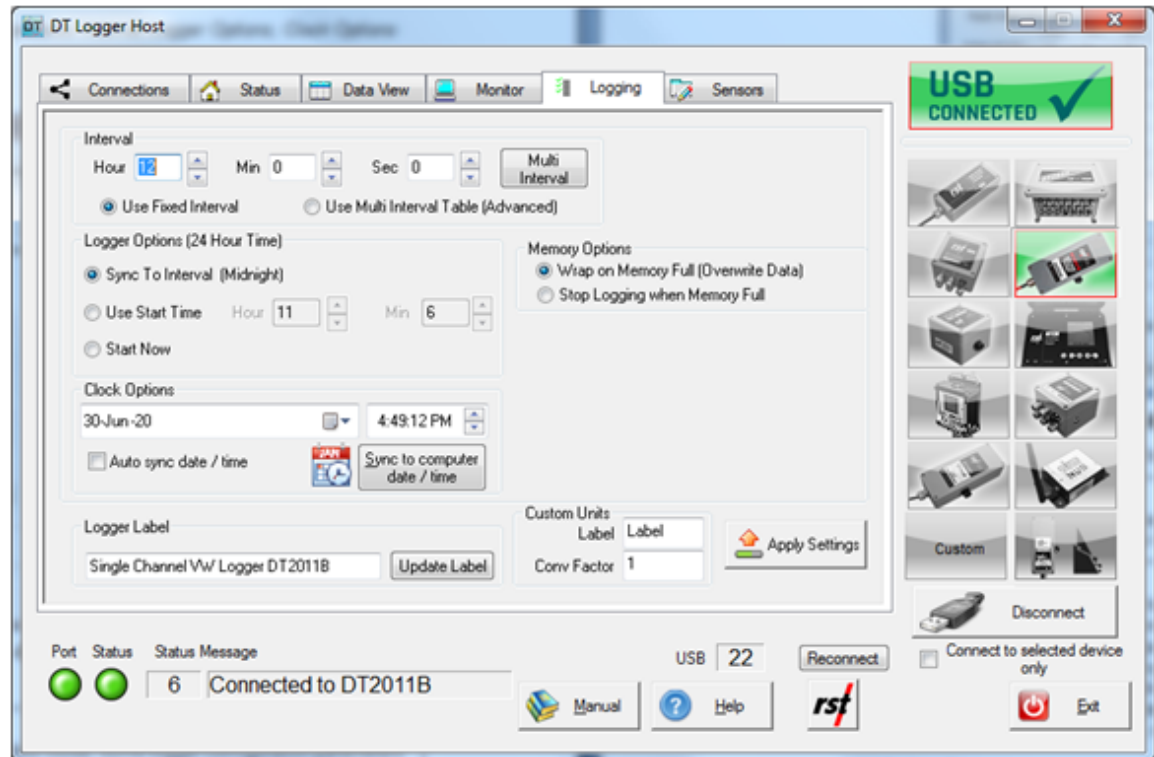 DT DT Logger Host
Connections Status Data View Monitor Logging Sensors
USB
CONNECTED
Interval
Hour 12 Min 0 Sec 0 Multi
Interval
Use Fixed Interval Use Multi Interval Table (Advanced)
Logger Options (24 Hour Time)
Sync To Interval (Midnight)
Use Start Time Hour 11 Min 6
Start Now
Memory Options
Wrap on Memory Full (Overwrite Data)
Stop Logging when Memory Full
Clock Options
30-Jun-20 4:49:12 PM
Auto sync date / time JAN Sync to computer
date / time
Logger Label
Single Channel VW Logger DT2011B Update Label
Custom Units
Label Label
Conv Factor 1
Apply Settings
Custom
Disconnect
Connect to selected device
only
Port Status Status Message
6 Connected to DT2011B
USB 22 Reconnect
Manual Help rst Exit